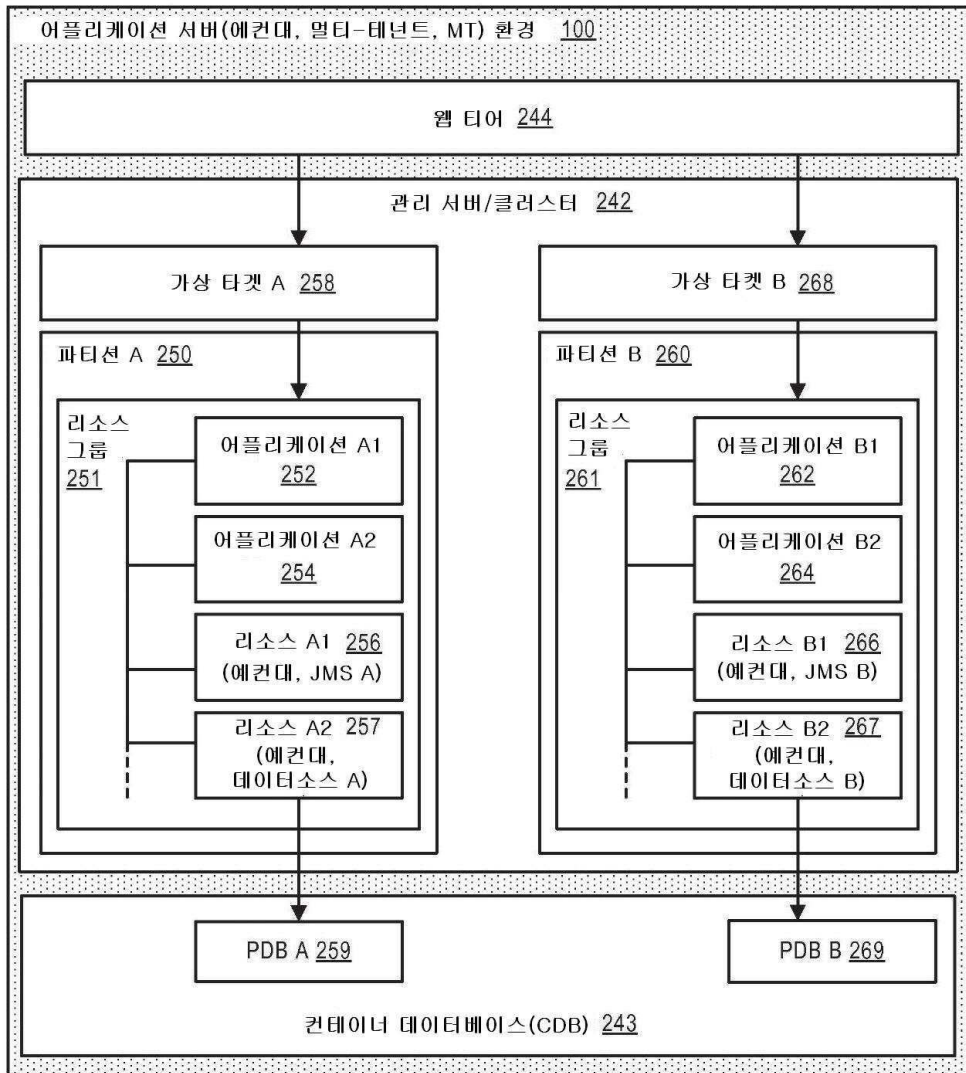 어플리케이션 서버(예컨대, 멀티-테넌트, MT) 환경 100
웹 티어 244
관리 서버/클러스터 242
가상 타겟 A 258
파티션 A 250
리소스
그룹
251
어플리케이션 A1
252
어플리케이션 A2
254
리소스 A1 256
(예컨대, JMS A)
리소스 A2 257
(예컨대,
데이터소스 A)
가상 타켓 B 268
파티션 B 260
리소스
그룹
261
어플리케이션 B1
262
어플리케이션 B2
264
리소스 B1 266
(예컨대, JMS B)
리소스 B2 267
(예컨대,
데이터소스 B)
PDB A 259
PDB B 269
컨테이너 데이터베이스(CDB) 243